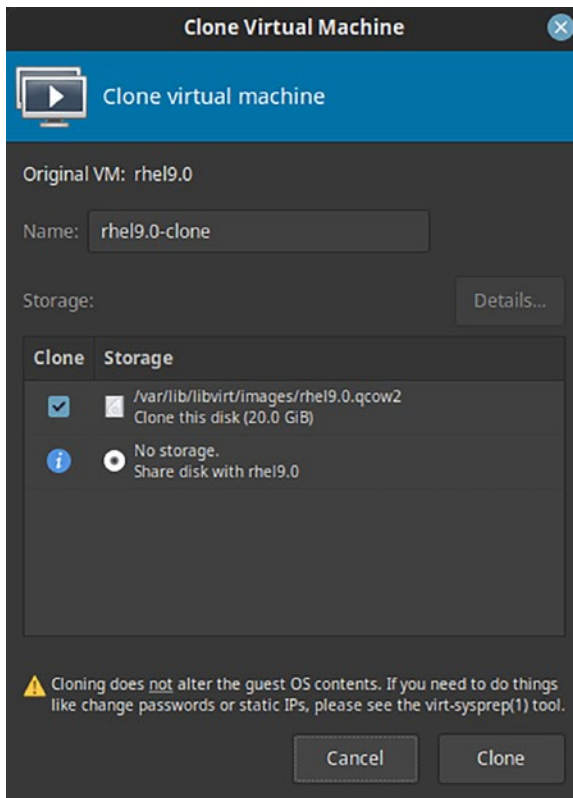 Clone Virtual Machine
Clone virtual machine
Original VM: rhel9.0
Name: rhel9.0-clone
Storage:
Details...
Clone Storage
/var/lib/libvirt/images/rhel9.0.qcow2
Clone this disk (20.0 GiB)
No storage.
Share disk with rhel9.0
Cloning does not alter the guest OS contents. If you need to do things
like change passwords or static IPs, please see the virt-sysprep(1) tool.
Cancel Clone